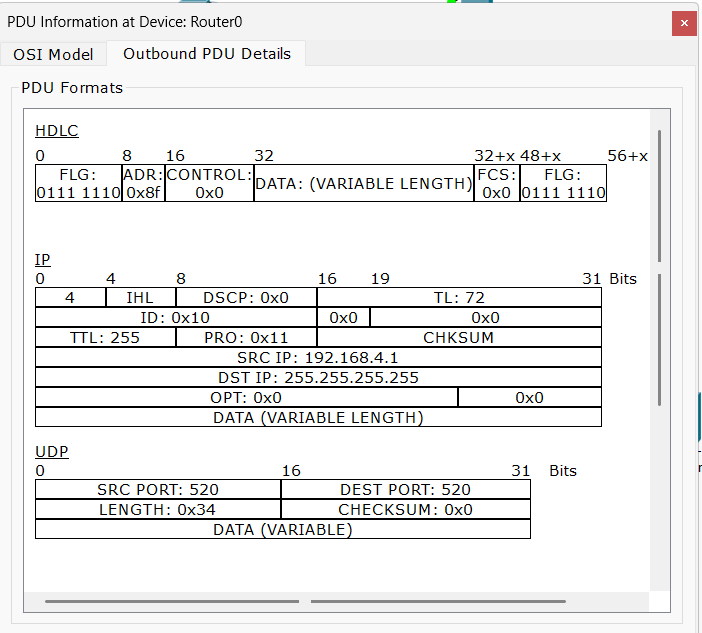 PDU Information at Device: Router0
OSI Model Outbound PDU Details
PDU Formats
HDLC
0 8 16 32 32+x 48+x 56+x
FLG: ADR: CONTROL: DATA: (VARIABLE LENGTH) FCS: FLG:
0111 1110 0x8f 0x0 0x0 0111 1110
IP
0 4 8 16 19 31 Bits
4 IHL DSCP: 0x0 TL: 72
ID: 0x10 0x0 0x0
TTL: 255 PRO: 0x11 CHKSUM
SRC IP: 192.168.4.1
DST IP: 255.255.255.255
OPT: 0x0 0x0
DATA (VARIABLE LENGTH)
UDP
0 16 31 Bits
SRC PORT: 520 DEST PORT: 520
LENGTH: 0x34 CHECKSUM: 0x0
DATA (VARIABLE)